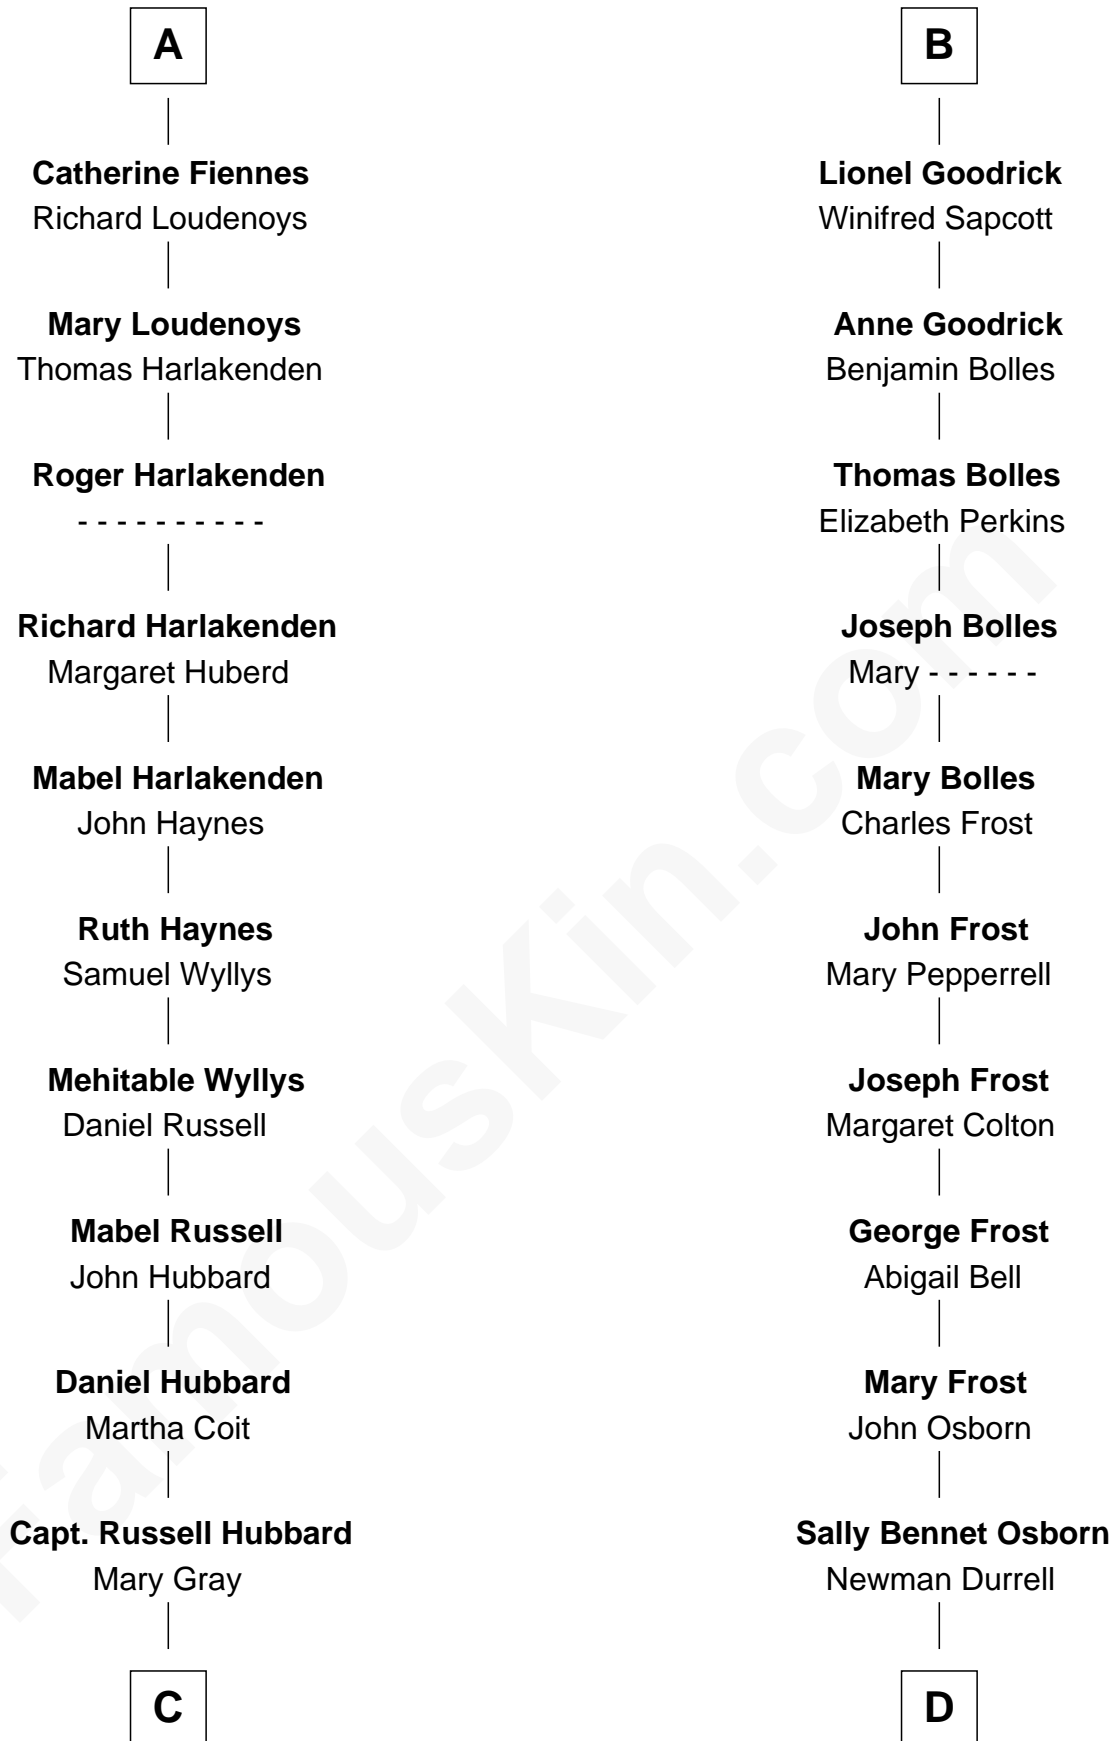 A
Catherine Fiennes
Richard Loudenoys
Mary Loudenoys
Thomas Harlakenden
Roger Harlakenden
- - - - - - - - - -
Richard Harlakenden
Margaret Huberd
Mabel Harlakenden
John Haynes
Ruth Haynes
Samuel Wyllys
Mehitable Wyllys
Daniel Russell
Mabel Russell
John Hubbard
Daniel Hubbard
Martha Coit
Capt. Russell Hubbard
Mary Gray
C
B
Lionel Goodrick
Winifred Sapcott
Anne Goodrick
Benjamin Bolles
Thomas Bolles
Elizabeth Perkins
Joseph Bolles
Mary - - - - - -
Mary Bolles
Charles Frost
John Frost
Mary Pepperrell
Joseph Frost
Margaret Colton
George Frost
Abigail Bell
Mary Frost
John Osborn
Sally Bennet Osborn
Newman Durrell
D
FamousKin.com